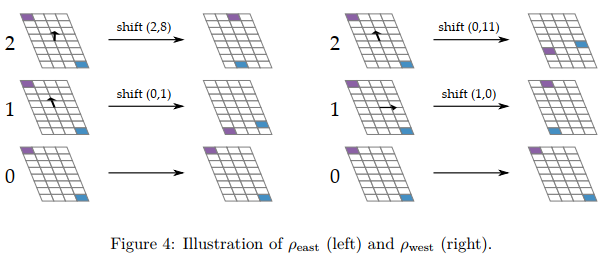 2 shift (2,8) 2 shift (0,11)
1 shift (0,1) 1 shift (1,0)
0 0
Figure 4: Illustration of ρeast (left) and ρwest (right).